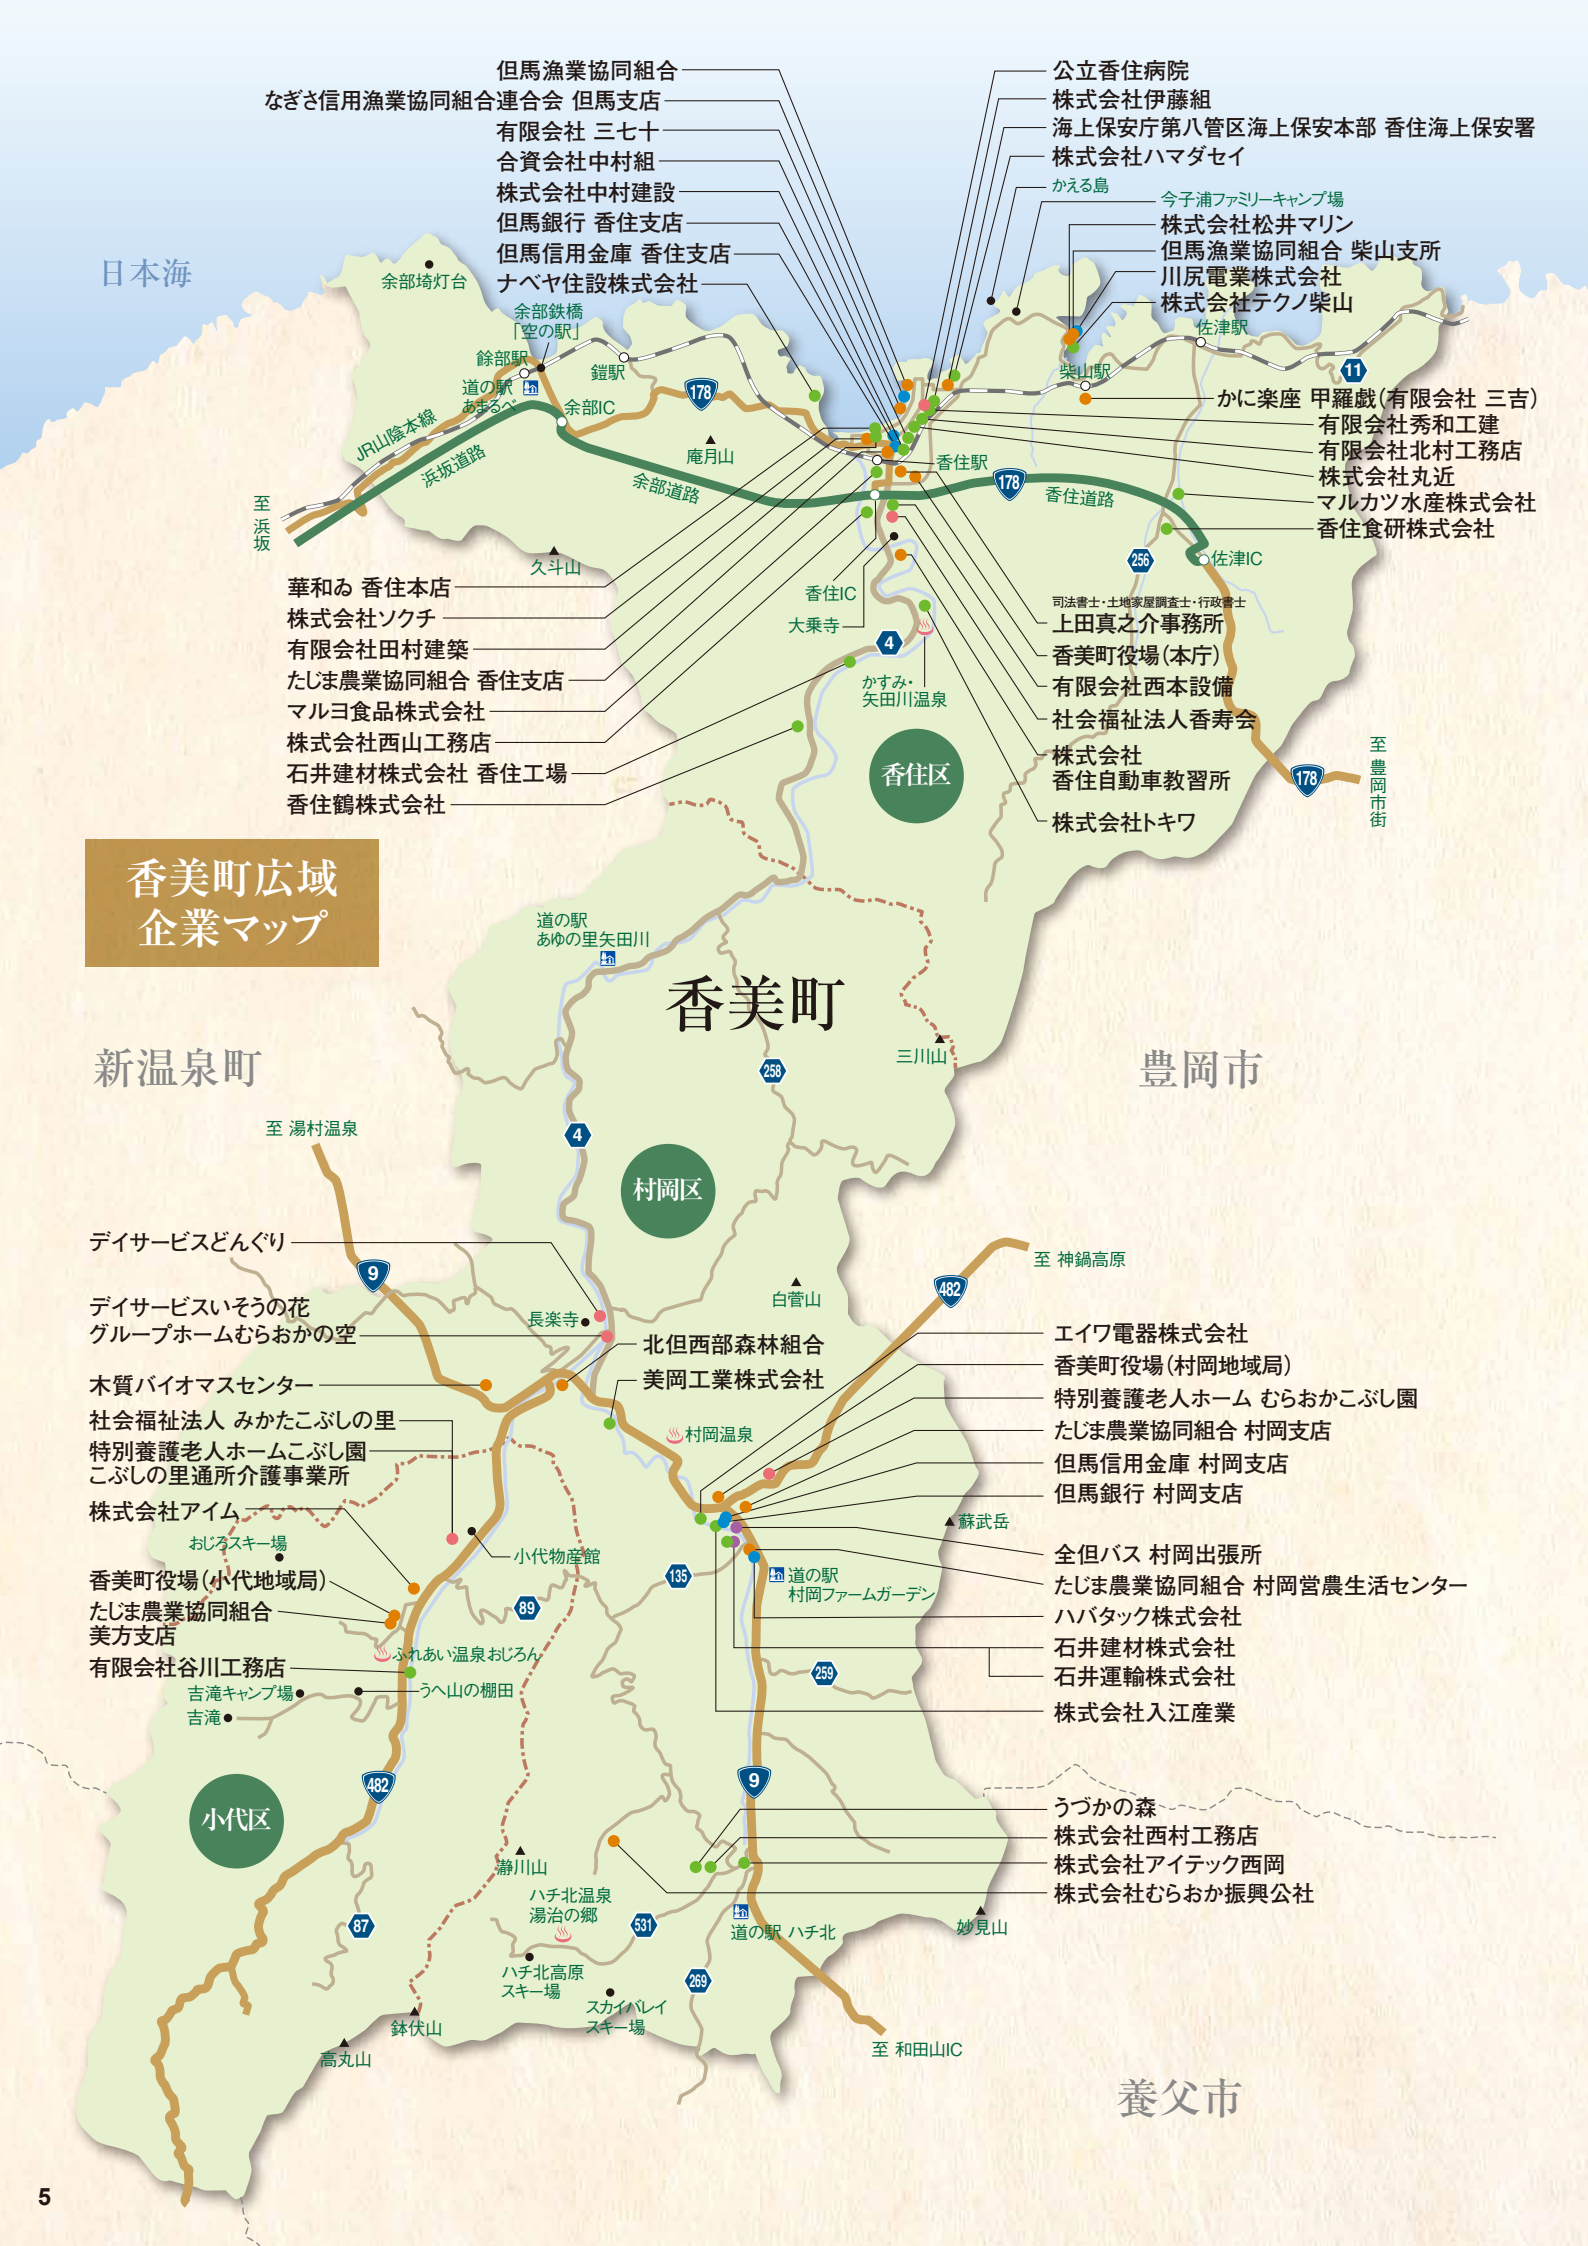 但馬漁業協同組合
なぎさ信用漁業協同組合連合会 但馬支店
有限会社 三七十
合資会社中村組
株式会社中村建設
但馬銀行 香住支店
但馬信用金庫 香住支店
ナベヤ住設株式会社
公立香住病院
株式会社伊藤組
海上保安庁第八管区海上保安本部 香住海上保安署
株式会社ハマダセイ
かえる島
今子浦ファミリーキャンプ場
株式会社松井マリン
但馬漁業協同組合 柴山支所
川尻電業株式会社
株式会社テクノ柴山
日本海
余部埼灯台
余部鉄橋
「空の駅」
餘部駅
道の駅
あまるべ
鎧駅
余部IC
178
JR山陰本線
浜坂道路
余部道路
庵月山
香住駅
178
香住道路
柴山駅
佐津駅
11
かに楽座 甲羅戯(有限会社 三吉)
有限会社秀和工建
有限会社北村工務店
株式会社丸近
マルカツ水産株式会社
香住食研株式会社
256
佐津IC
至 浜坂
久斗山
香住IC
大乗寺
4
かすみ・
矢田川温泉
華和ゐ 香住本店
株式会社ソクチ
有限会社田村建築
たじま農業協同組合 香住支店
マルヨ食品株式会社
株式会社西山工務店
石井建材株式会社 香住工場
香住鶴株式会社
司法書士・土地家屋調査士・行政書士
上田真之介事務所
香美町役場(本庁)
有限会社西本設備
社会福祉法人香寿会
株式会社
香住自動車教習所
株式会社トキワ
178
至 豊岡市街
香住区
香美町広域
企業マップ
道の駅
あゆの里矢田川
香美町
三川山
新温泉町
豊岡市
258
4
村岡区
至 湯村温泉
9
白菅山
482
至 神鍋高原
デイサービスどんぐり
デイサービスいそうの花
グループホームむらおかの空
木質バイオマスセンター
社会福祉法人 みかたこぶしの里
特別養護老人ホームこぶし園
こぶしの里通所介護事業所
株式会社アイム
おじろスキー場
香美町役場(小代地域局)
たじま農業協同組合
美方支店
有限会社谷川工務店
吉滝キャンプ場
吉滝
長楽寺
北但西部森林組合
美岡工業株式会社
村岡温泉
小代物産館
89
135
ふれあい温泉おじろん
うへ山の棚田
エイワ電器株式会社
香美町役場(村岡地域局)
特別養護老人ホーム むらおかこぶし園
たじま農業協同組合 村岡支店
但馬信用金庫 村岡支店
但馬銀行 村岡支店
蘇武岳
全但バス 村岡出張所
たじま農業協同組合 村岡営農生活センター
ハバタック株式会社
石井建材株式会社
石井運輸株式会社
株式会社入江産業
道の駅
村岡ファームガーデン
259
482
9
小代区
うづかの森
株式会社西村工務店
株式会社アイテック西岡
株式会社むらおか振興公社
瀞川山
ハチ北温泉
湯治の郷
87
531
道の駅 ハチ北
妙見山
ハチ北高原
スキー場
269
スカイバレイ
スキー場
鉢伏山
高丸山
至 和田山IC
養父市
5